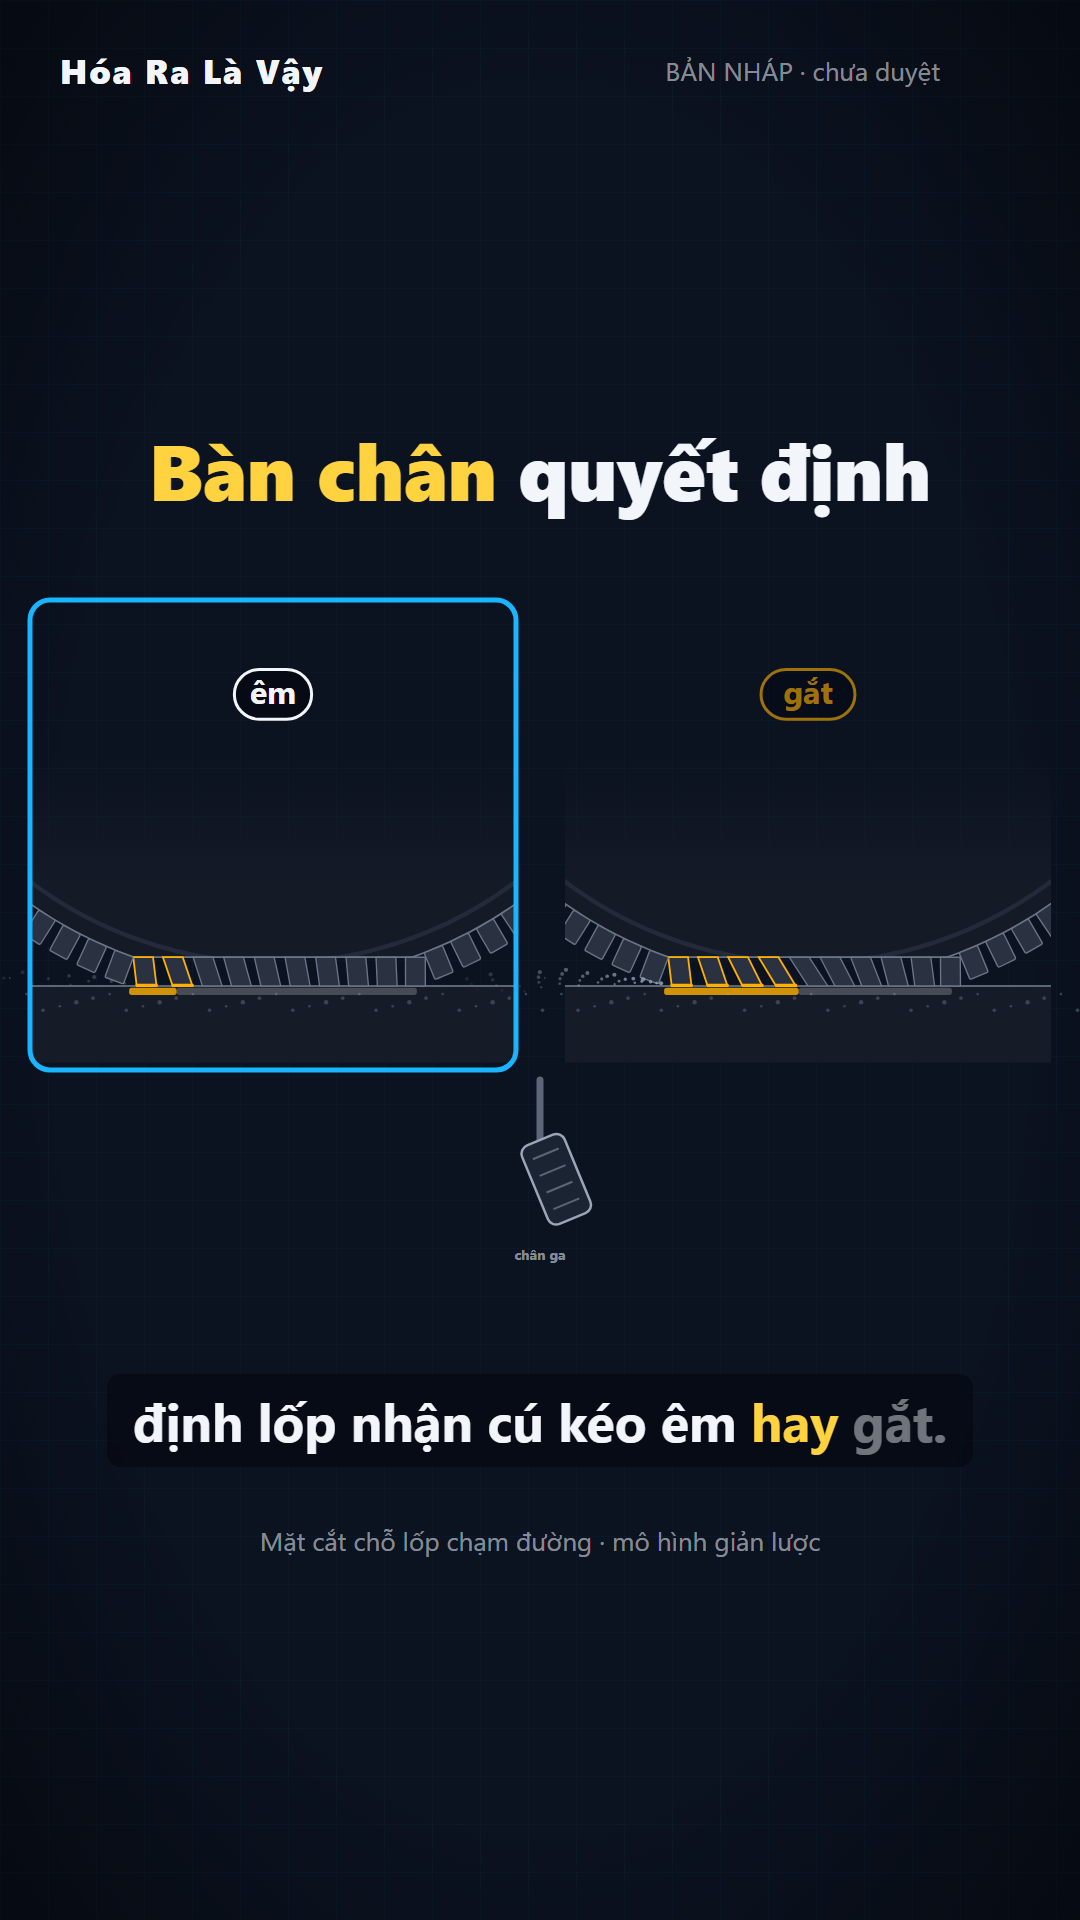 Hóa Ra Là Vậy
BẢN NHÁP · chưa duyệt
Bàn chân quyết định
êm
gắt
chân ga
định lốp nhận cú kéo êm hay gắt.
Mặt cắt chỗ lốp chạm đường · mô hình giản lược